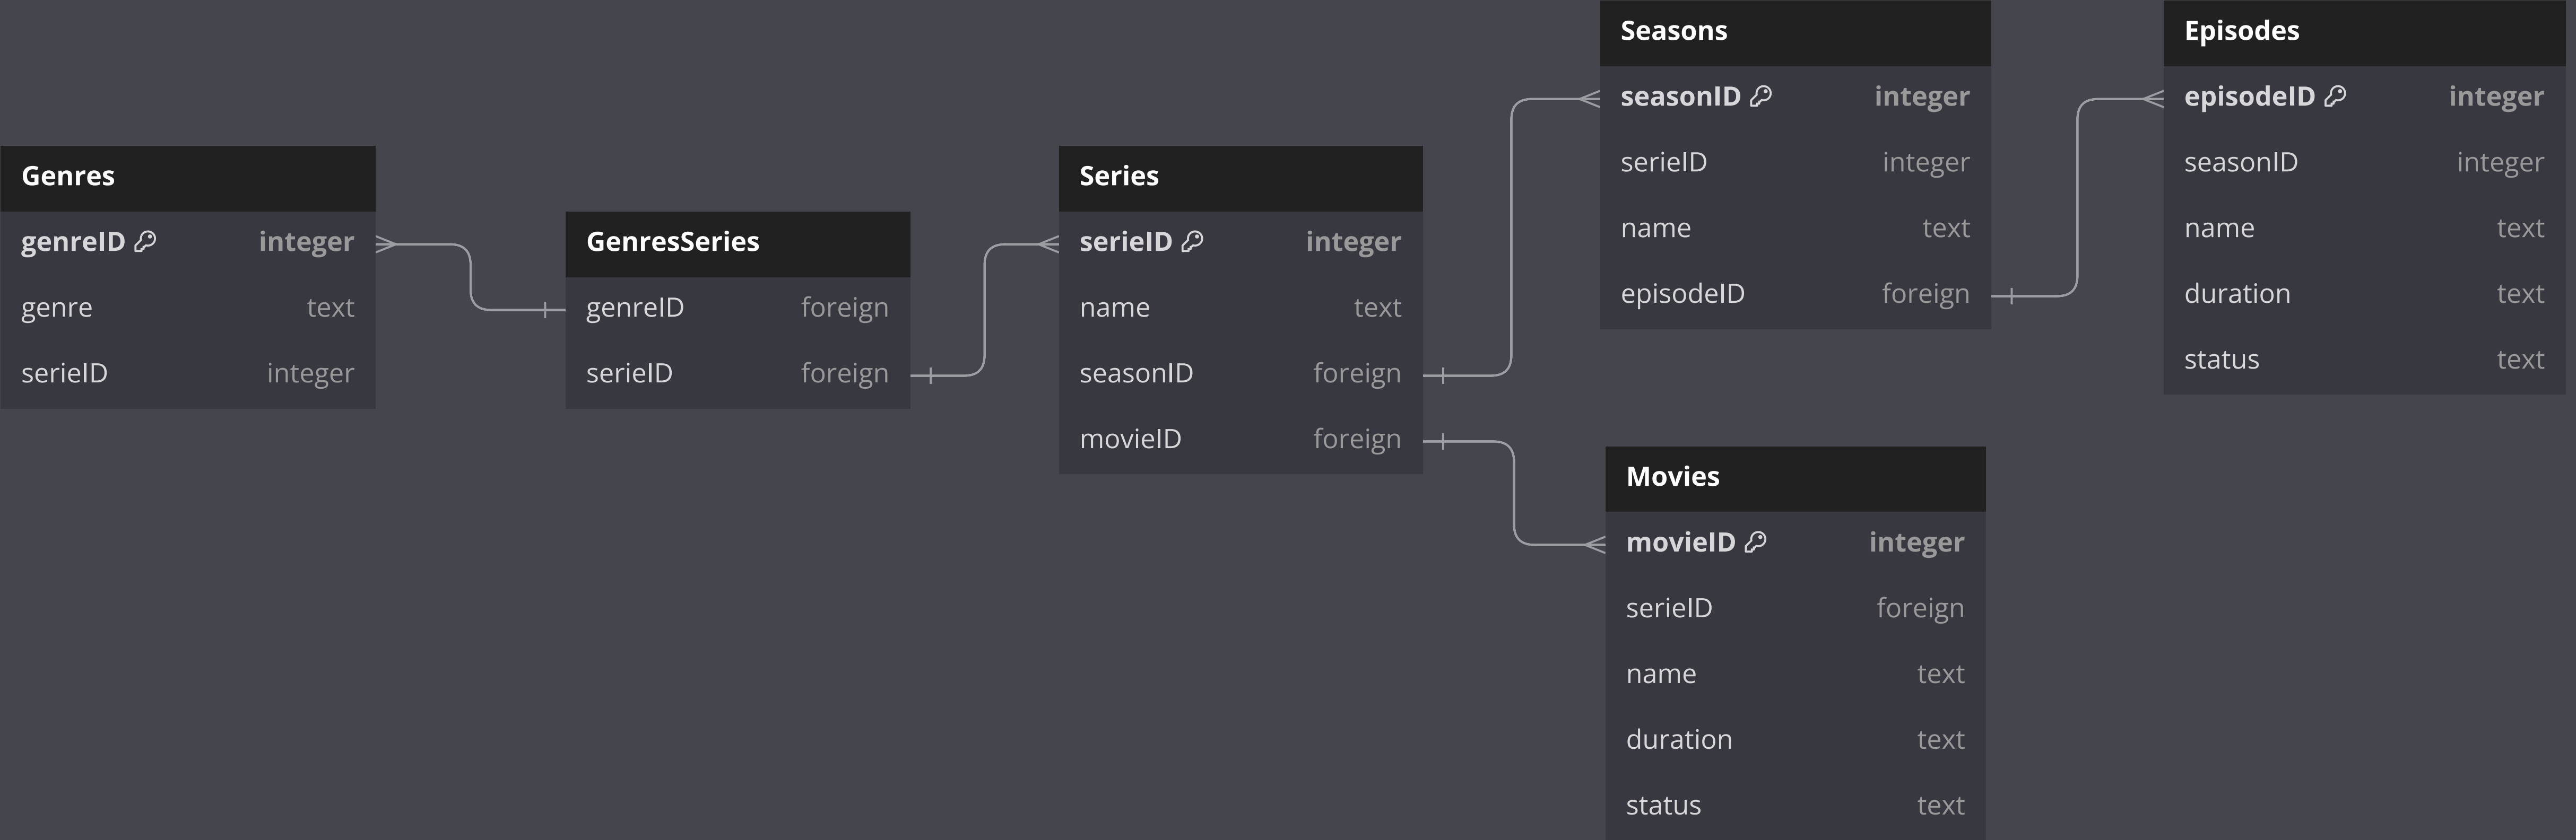 Genres
genreID integer
genre text
serieID integer
GenresSeries
genreID foreign
serieID foreign
Series
serieID integer
name text
seasonID foreign
movieID foreign
Seasons
seasonID integer
serieID integer
name text
episodeID foreign
Episodes
episodeID integer
seasonID integer
name text
duration text
status text
Movies
movieID integer
serieID foreign
name text
duration text
status text